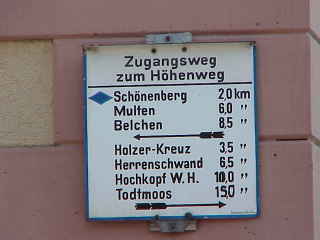 Zugangsweg
zum Höhenweg
Schönenberg 2,0 km
Multen 6,0 "
Belchen 8,5 "
Holzer-Kreuz 3,5 "
Herrenschwand 6,5 "
Hochkopf W. H. 10,0 "
Todtmoos 15,0 "